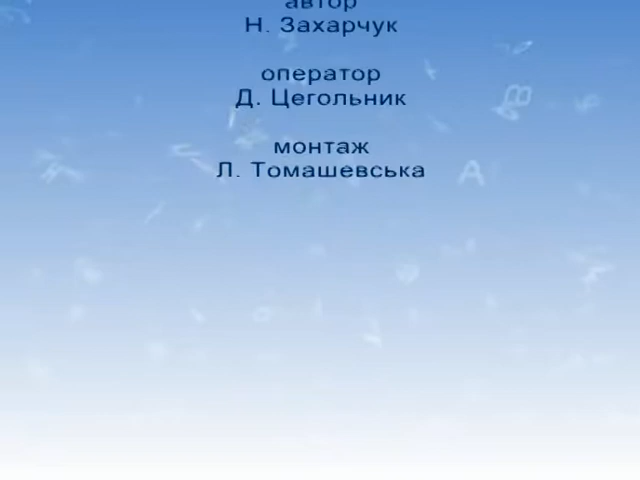 автор
Н. Захарчук
оператор
Д. Цегольник
монтаж
Л. Томашевська